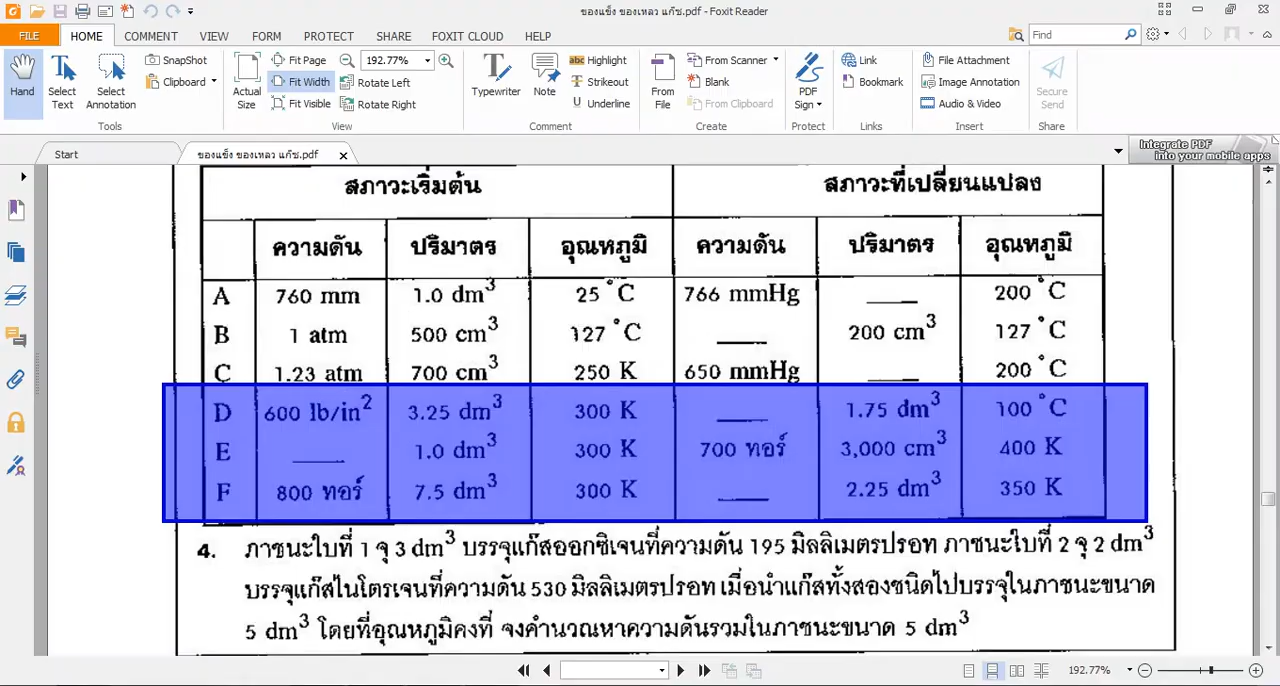 ของแข็ง ของเหลว แก๊ซ.pdf - Foxit Reader
FILE HOME COMMENT VIEW FORM PROTECT SHARE FOXIT CLOUD HELP Find
Hand Select Text Select Annotation SnapShot Clipboard
Tools
Actual Size Fit Page Fit Width Fit Visible 192.77% Rotate Left Rotate Right
View
Typewriter Note Highlight Strikeout Underline
Comment
From File From Scanner Blank From Clipboard
Create
PDF Sign
Protect
Link Bookmark
Links
File Attachment Image Annotation Audio & Video
Insert
Secure Send
Share
Start ของแข็ง ของเหลว แก๊ซ.pdf
Integrate PDF
into your mobile apps
สภาวะเริ่มต้น สภาวะที่เปลี่ยนแปลง
ความดัน ปริมาตร อุณหภูมิ ความดัน ปริมาตร อุณหภูมิ
A 760 mm 1.0 dm³ 25 °C 766 mmHg ____ 200 °C
B 1 atm 500 cm³ 127 °C ____ 200 cm³ 127 °C
C 1.23 atm 700 cm³ 250 K 650 mmHg ____ 200 °C
D 600 lb/in² 3.25 dm³ 300 K ____ 1.75 dm³ 100 °C
E ____ 1.0 dm³ 300 K 700 ทอร์ 3,000 cm³ 400 K
F 800 ทอร์ 7.5 dm³ 300 K ____ 2.25 dm³ 350 K
4. ภาชนะใบที่ 1 จุ 3 dm³ บรรจุแก๊สออกซิเจนที่ความดัน 195 มิลลิเมตรปรอท ภาชนะใบที่ 2 จุ 2 dm³
บรรจุแก๊สไนโตรเจนที่ความดัน 530 มิลลิเมตรปรอท เมื่อนำแก๊สทั้งสองชนิดไปบรรจุในภาชนะขนาด
5 dm³ โดยที่อุณหภูมิคงที่ จงคำนวณหาความดันรวมในภาชนะขนาด 5 dm³
192.77%